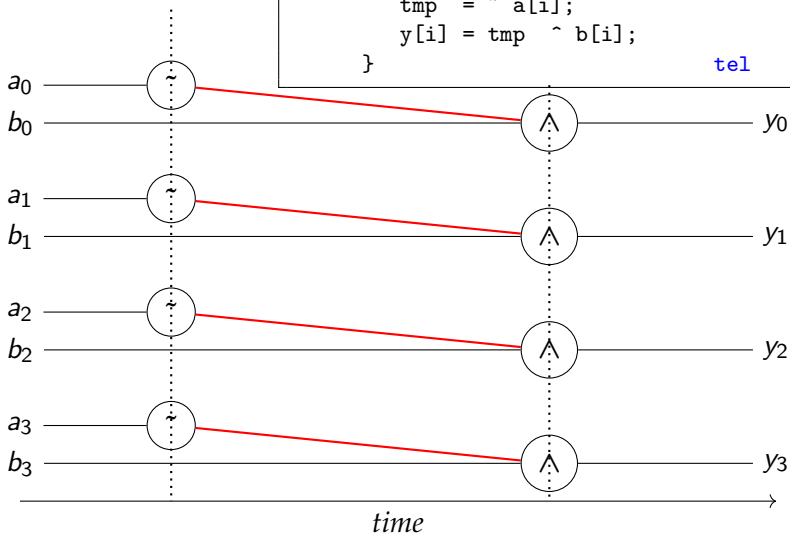 tmp = ~ a[i];
y[i] = tmp ^ b[i];
} tel
a0 ~
b0 ^ y0
a1 ~
b1 ^ y1
a2 ~
b2 ^ y2
a3 ~
b3 ^ y3
time